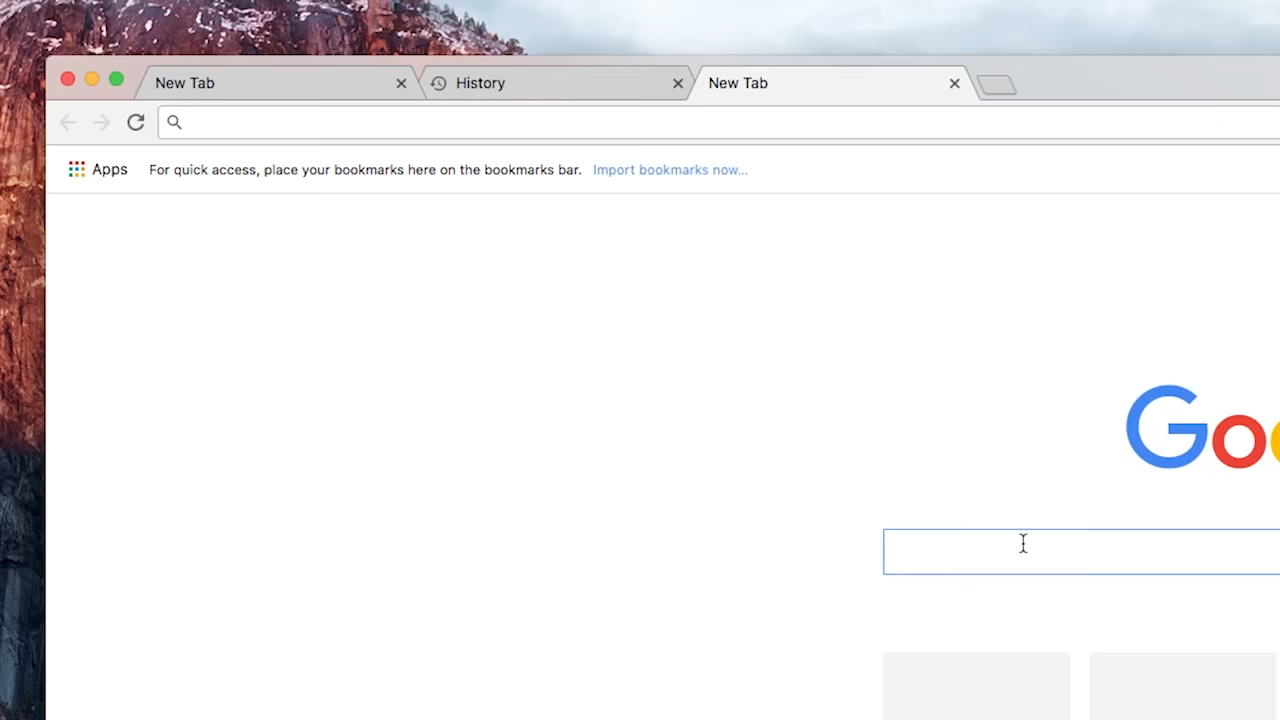 New Tab
History
New Tab
Apps
For quick access, place your bookmarks here on the bookmarks bar. Import bookmarks now...
Goo